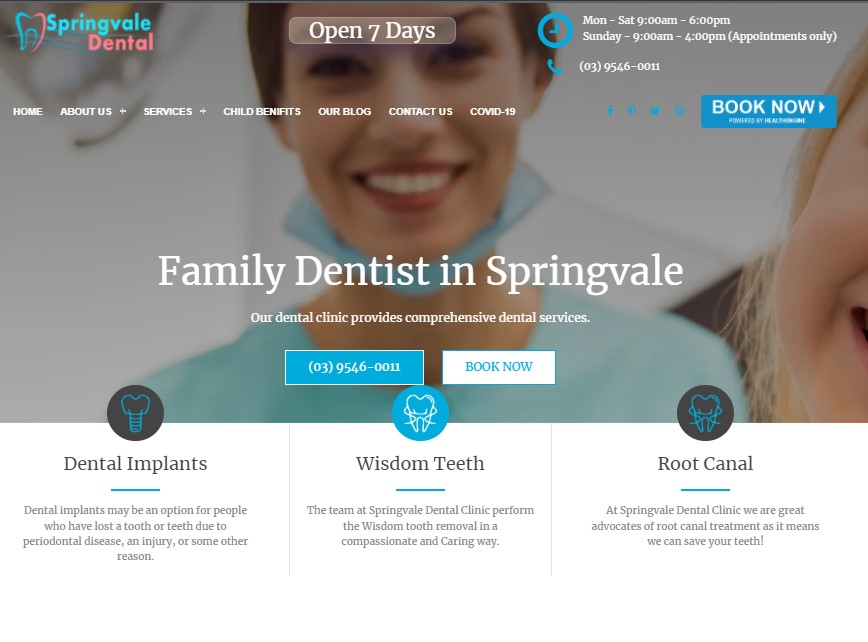 Springvale
Dental
Open 7 Days
Mon - Sat 9:00am - 6:00pm
Sunday - 9:00am - 4:00pm (Appointments only)
(03) 9546-0011
HOME ABOUT US + SERVICES + CHILD BENIFITS OUR BLOG CONTACT US COVID-19
BOOK NOW
POWERED BY HEALTHENGINE
Family Dentist in Springvale
Our dental clinic provides comprehensive dental services.
(03) 9546-0011 BOOK NOW
Dental Implants
Dental implants may be an option for people
who have lost a tooth or teeth due to
periodontal disease, an injury, or some other
reason.
Wisdom Teeth
The team at Springvale Dental Clinic perform
the Wisdom tooth removal in a
compassionate and Caring way.
Root Canal
At Springvale Dental Clinic we are great
advocates of root canal treatment as it means
we can save your teeth!